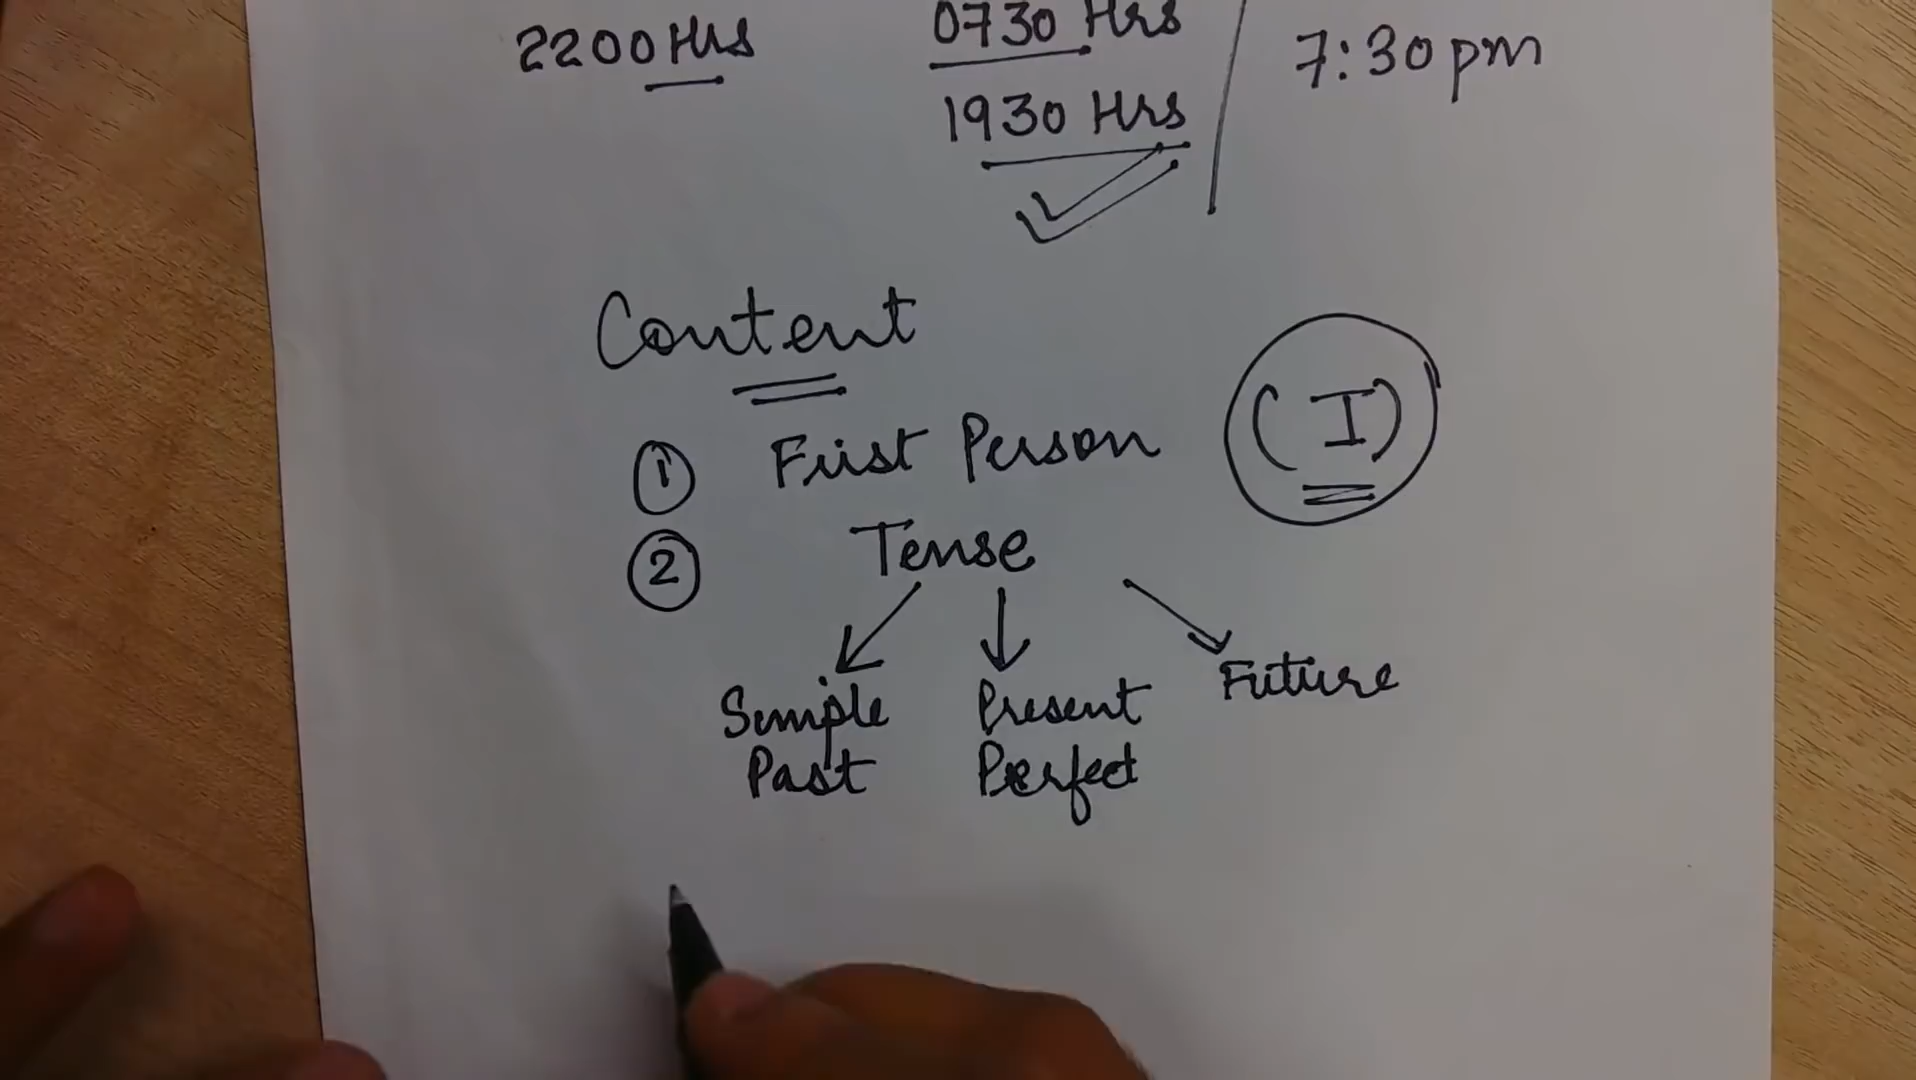 2200 Hrs 0730 Hrs / 7:30 pm
1930 Hrs
Content
① First Person (I)
② Tense
Simple Present Future
Past Perfect